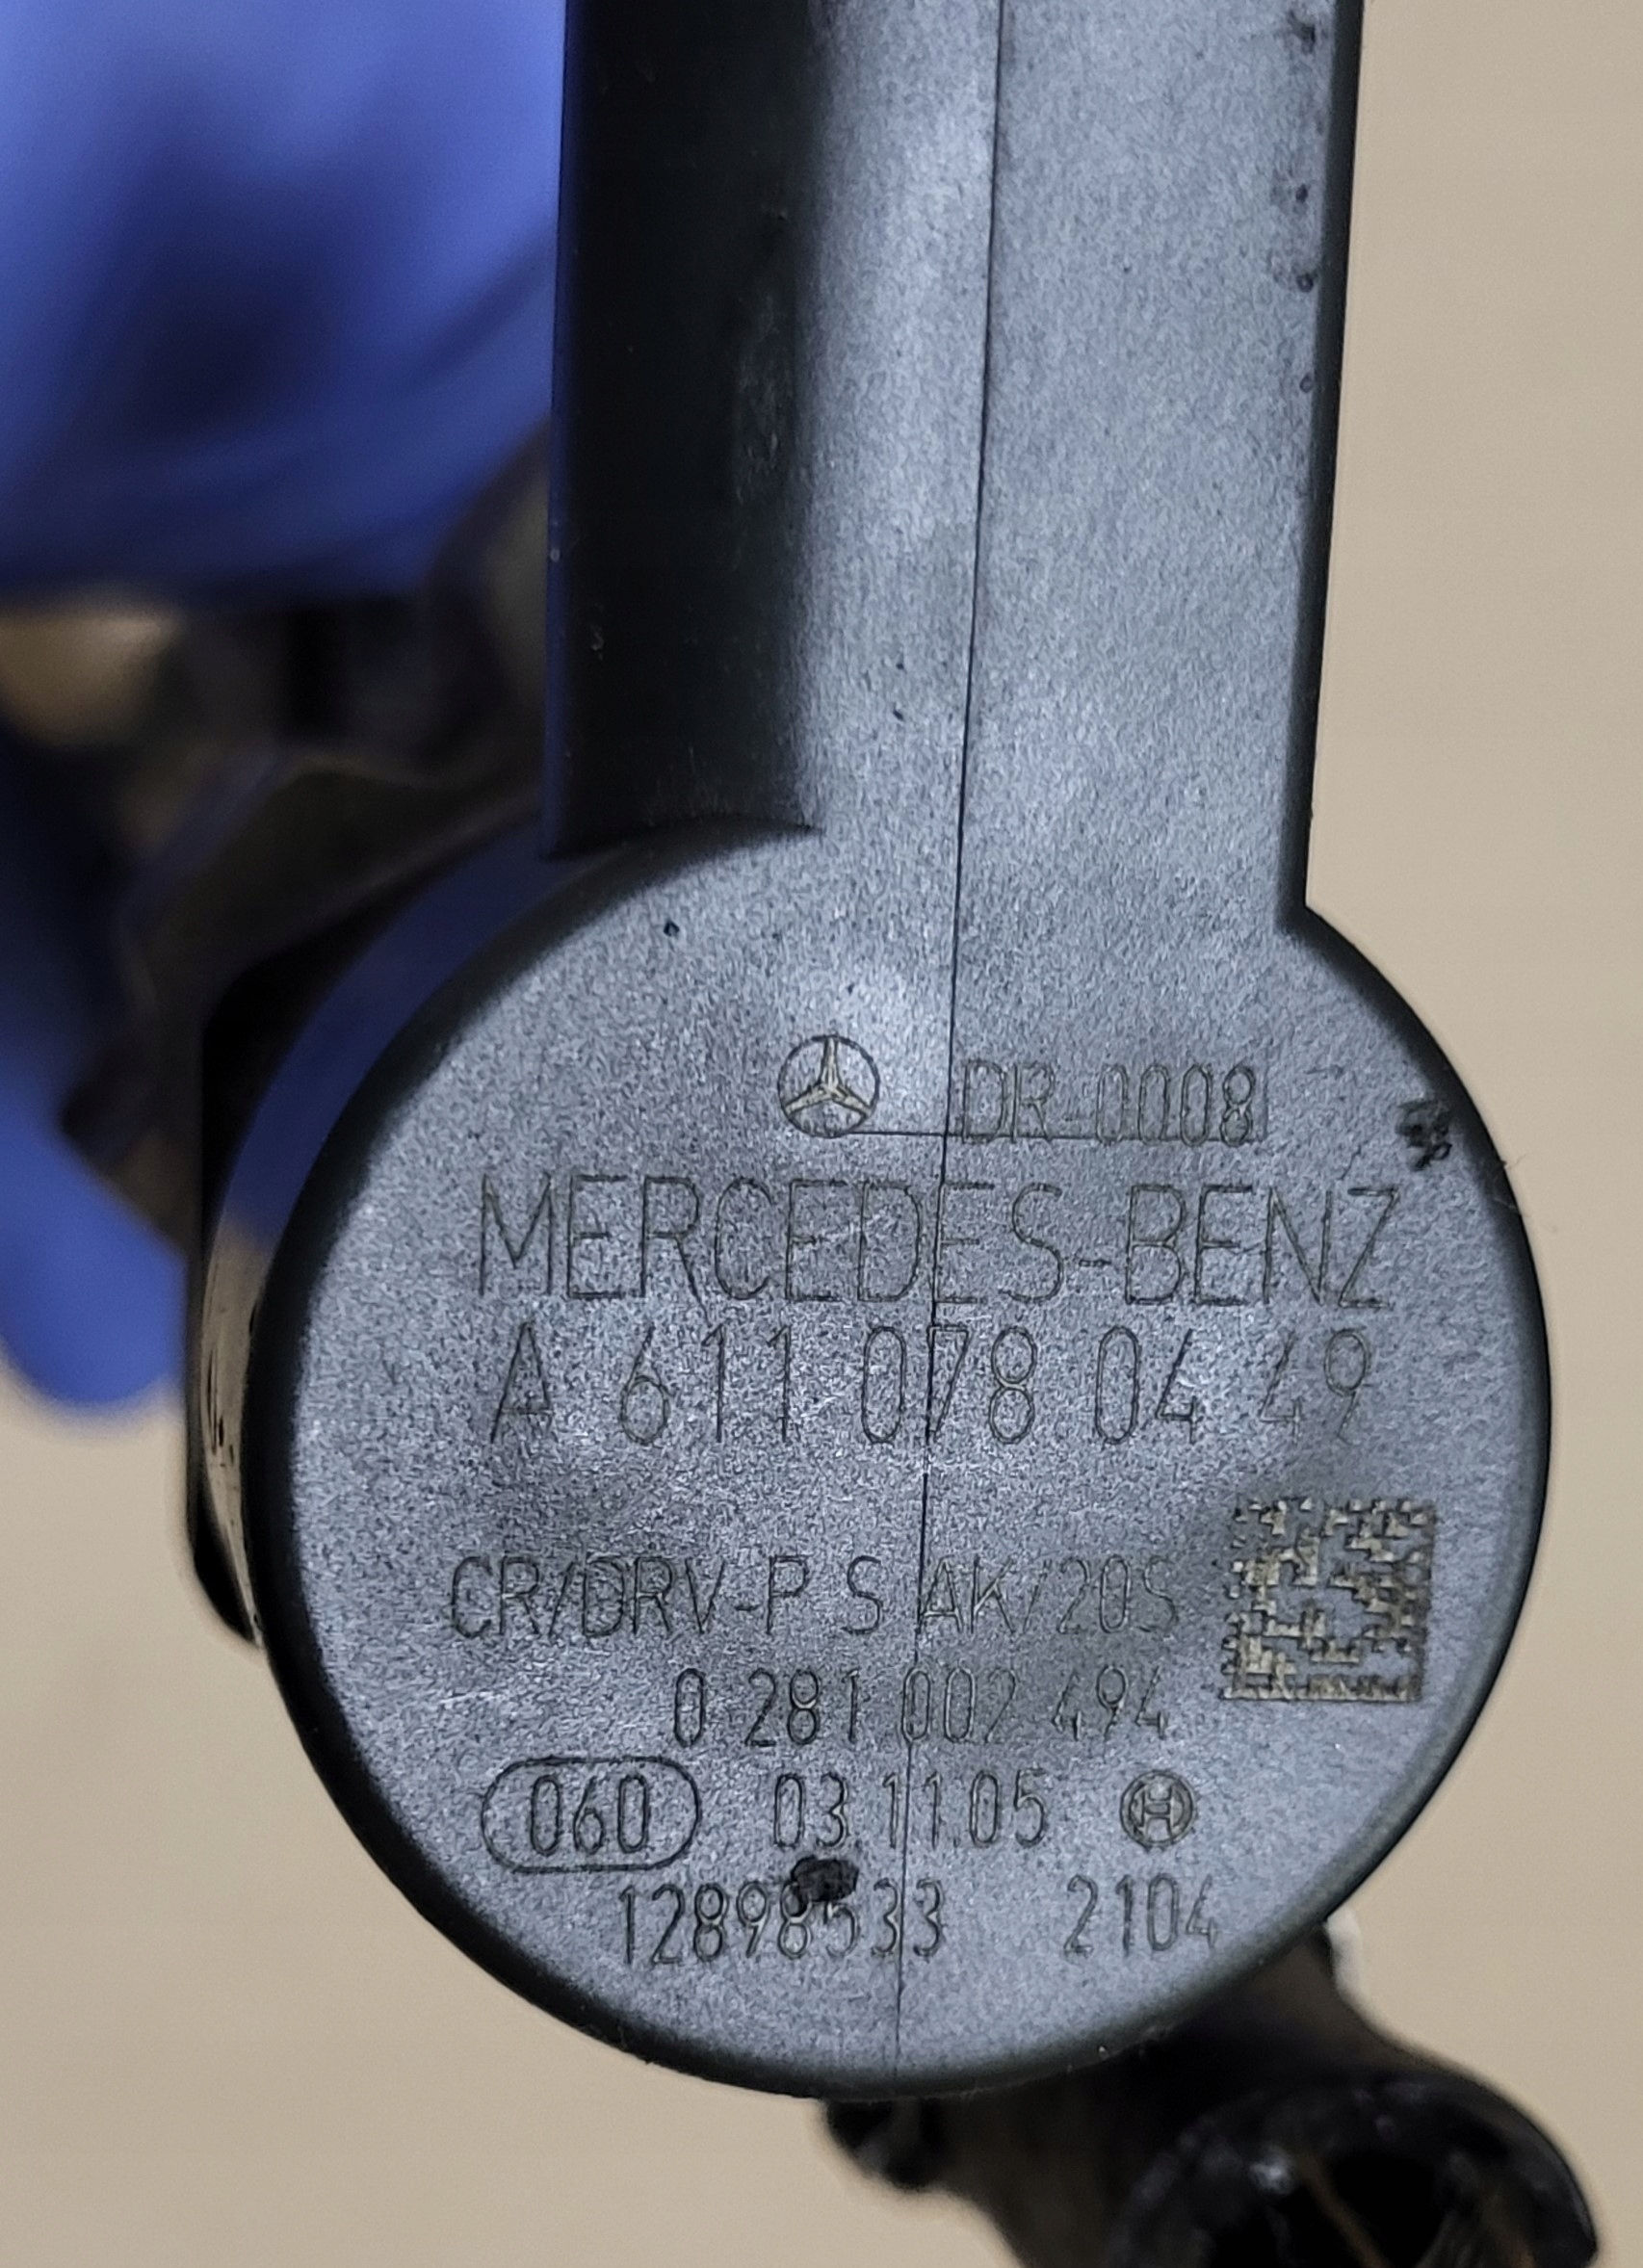 DR-0008
MERCEDES-BENZ
A 611 078 04 49
CR/DRV-P S AK/20S
0 281 002 494
060 03.11.05
12898533 2104